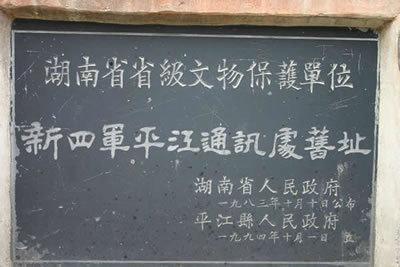 湖南省省級文物保護單位
新四軍平江通訊處舊址
湖南省人民政府
一九八三年十月十日公布
平江縣人民政府
一九九四年十月一日 立